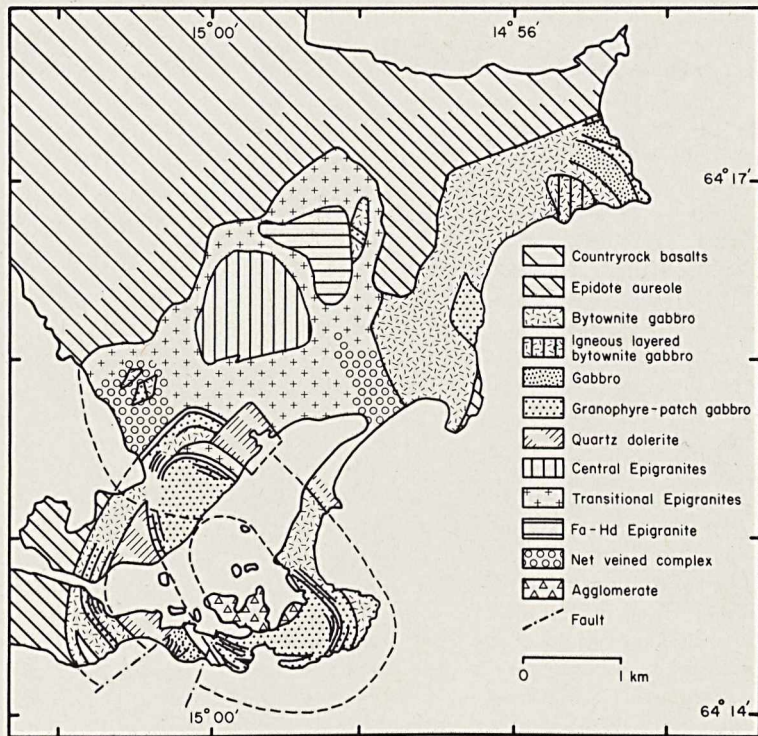 15°00′
14°56′
64°17′
Countryrock basalts
Epidote aureole
Bytownite gabbro
Igneous layered
bytownite gabbro
Gabbro
Granophyre-patch gabbro
Quartz dolerite
Central Epigranites
Transitional Epigranites
Fa-Hd Epigranite
Net veined complex
Agglomerate
Fault
0 1 km
15°00′
64°14′